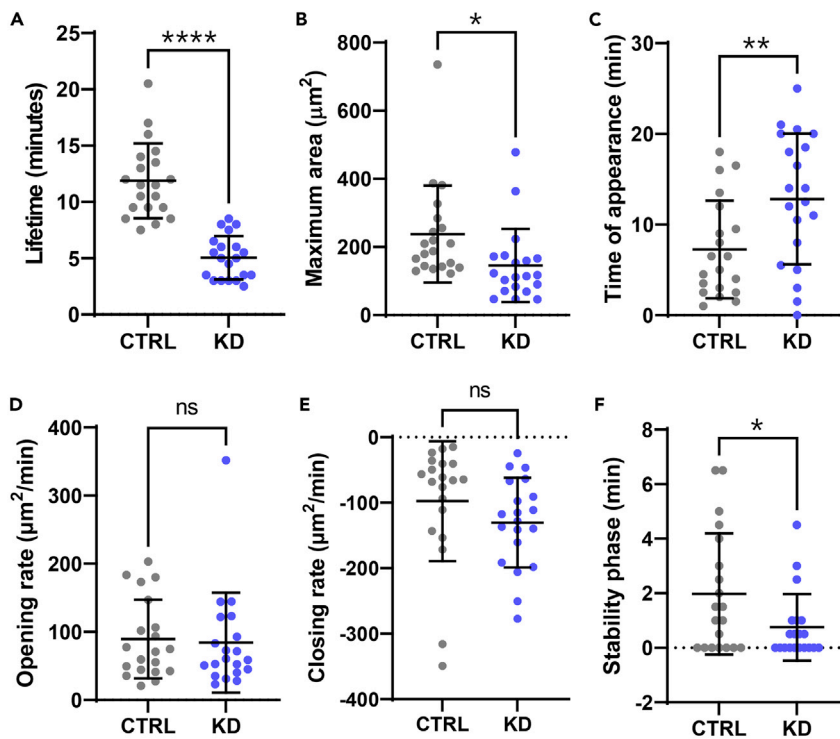 A
Lifetime (minutes)
25
20
15
10
5
0
****
CTRL
KD
B
Maximum area (μm²)
800
600
400
200
0
*
CTRL
KD
C
Time of appearance (min)
30
20
10
0
**
CTRL
KD
D
Opening rate (μm²/min)
400
300
200
100
0
ns
CTRL
KD
E
Closing rate (μm²/min)
0
-100
-200
-300
-400
ns
CTRL
KD
F
Stability phase (min)
8
6
4
2
0
-2
*
CTRL
KD